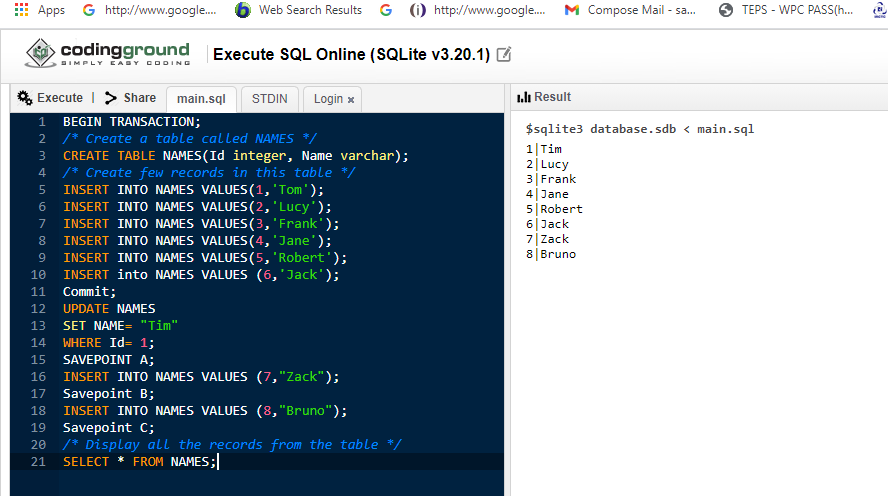 Apps http://www.google.... Web Search Results http://www.google.... Compose Mail - sa... TEPS - WPC PASS(h...
codingground
SIMPLY EASY CODING
Execute SQL Online (SQLite v3.20.1)
Execute | Share main.sql STDIN Login x
1 BEGIN TRANSACTION;
2 /* Create a table called NAMES */
3 CREATE TABLE NAMES(Id integer, Name varchar);
4 /* Create few records in this table */
5 INSERT INTO NAMES VALUES(1,'Tom');
6 INSERT INTO NAMES VALUES(2,'Lucy');
7 INSERT INTO NAMES VALUES(3,'Frank');
8 INSERT INTO NAMES VALUES(4,'Jane');
9 INSERT INTO NAMES VALUES(5,'Robert');
10 INSERT into NAMES VALUES (6,'Jack');
11 Commit;
12 UPDATE NAMES
13 SET NAME= "Tim"
14 WHERE Id= 1;
15 SAVEPOINT A;
16 INSERT INTO NAMES VALUES (7,"Zack");
17 Savepoint B;
18 INSERT INTO NAMES VALUES (8,"Bruno");
19 Savepoint C;
20 /* Display all the records from the table */
21 SELECT * FROM NAMES;
Result
$sqlite3 database.sdb < main.sql
1|Tim
2|Lucy
3|Frank
4|Jane
5|Robert
6|Jack
7|Zack
8|Bruno